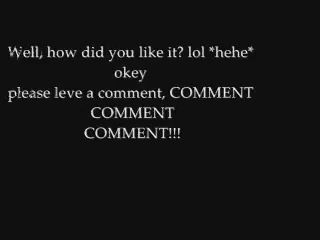 Well, how did you like it? lol *hehe*
okey
please leve a comment, COMMENT
COMMENT
COMMENT!!!